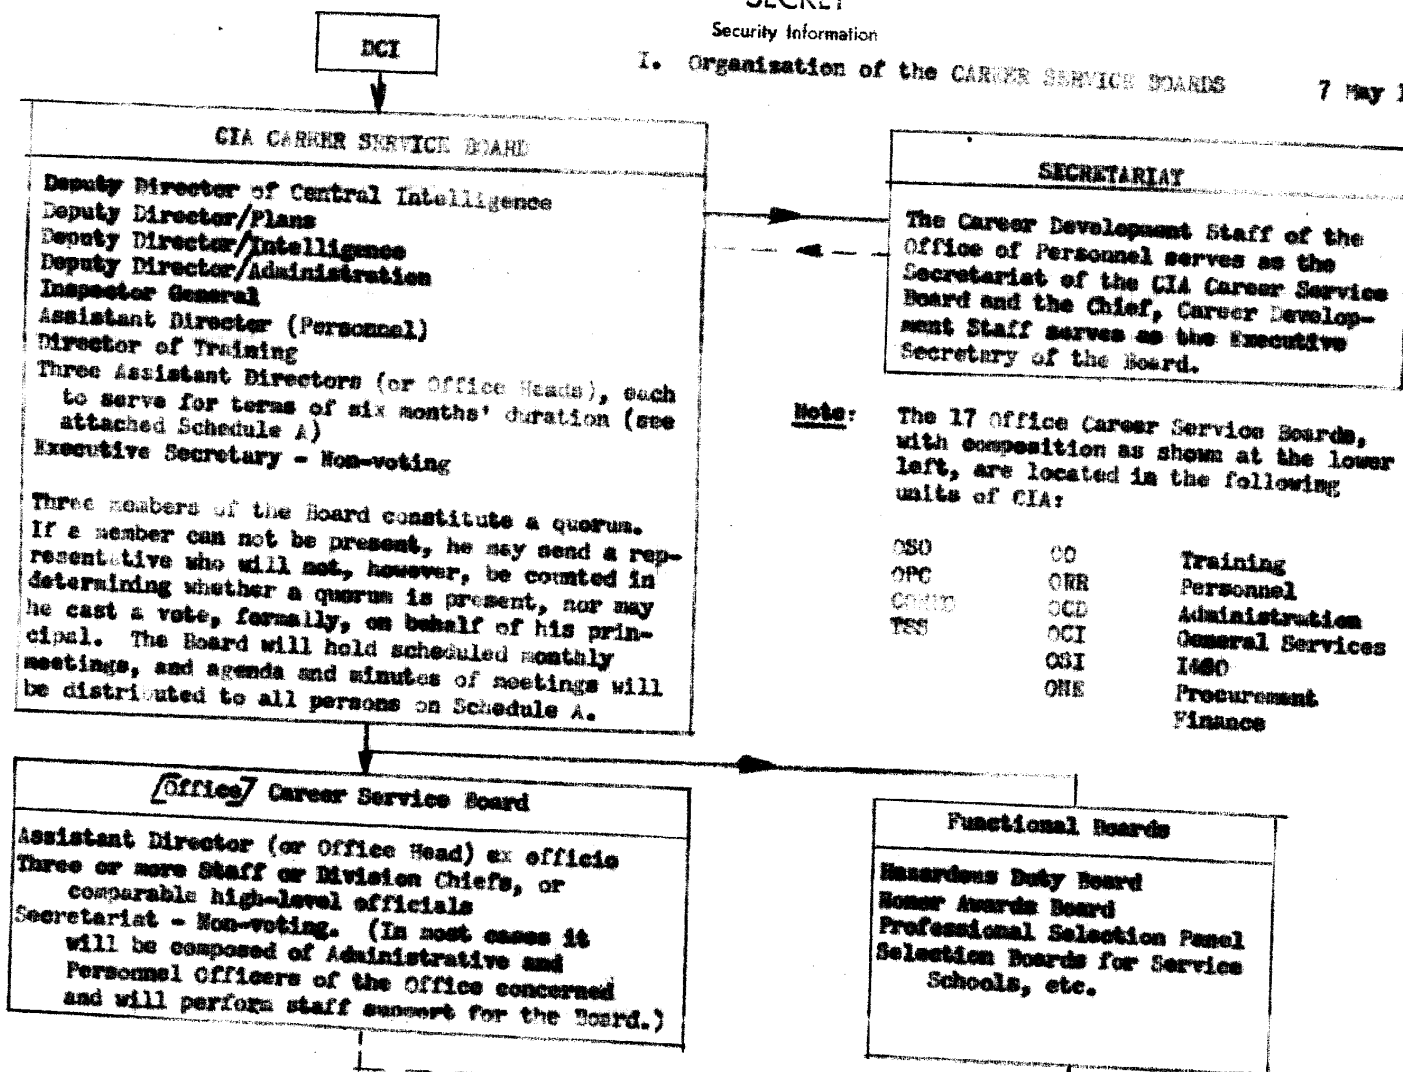 SECRET
Security Information
DCI
I. Organization of the CAREER SERVICE BOARDS 7 May
CIA CAREER SERVICE BOARD
Deputy Director of Central Intelligence
Deputy Director/Plans
Deputy Director/Intelligence
Deputy Director/Administration
Inspector General
Assistant Director (Personnel)
Director of Training
Three Assistant Directors (or Office Heads), each
to serve for terms of six months' duration (see
attached Schedule A)
Executive Secretary - Non-voting
Three members of the Board constitute a quorum.
If a member can not be present, he may send a rep-
resentative who will not, however, be counted in
determining whether a quorum is present, nor may
he cast a vote, formally, on behalf of his prin-
cipal. The Board will hold scheduled monthly
meetings, and agenda and minutes of meetings will
be distributed to all persons on Schedule A.
SECRETARIAT
The Career Development Staff of the
Office of Personnel serves as the
Secretariat of the CIA Career Service
Board and the Chief, Career Develop-
ment Staff serves as the Executive
Secretary of the Board.
Note: The 17 Office Career Service Boards,
with composition as shown at the lower
left, are located in the following
units of CIA:
OSO OO Training
OPC ORR Personnel
COMMO OCD Administration
TSS OCI General Services
OSI I&SO
ONE Procurement
Finance
[Office] Career Service Board
Assistant Director (or Office Head) ex officio
Three or more Staff or Division Chiefs, or
comparable high-level officials
Secretariat - Non-voting. (In most cases it
will be composed of Administrative and
Personnel Officers of the Office concerned
and will perform staff support for the Board.)
Functional Boards
Hazardous Duty Board
Honor Awards Board
Professional Selection Panel
Selection Boards for Service
Schools, etc.